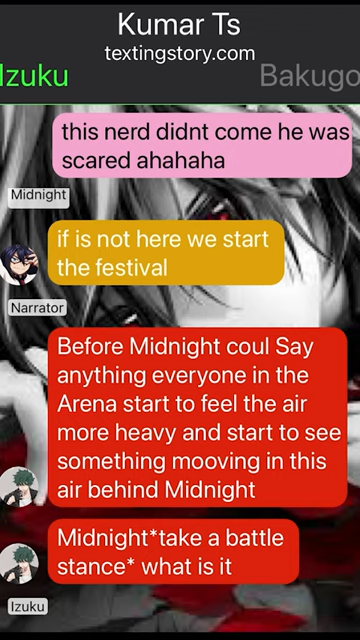 Kumar Ts
textingstory.com
Izuku
Bakugo
this nerd didnt come he was
scared ahahaha
Midnight
if is not here we start
the festival
Narrator
Before Midnight coul Say
anything everyone in the
Arena start to feel the air
more heavy and start to see
something mooving in this
air behind Midnight
Midnight*take a battle
stance* what is it
Izuku